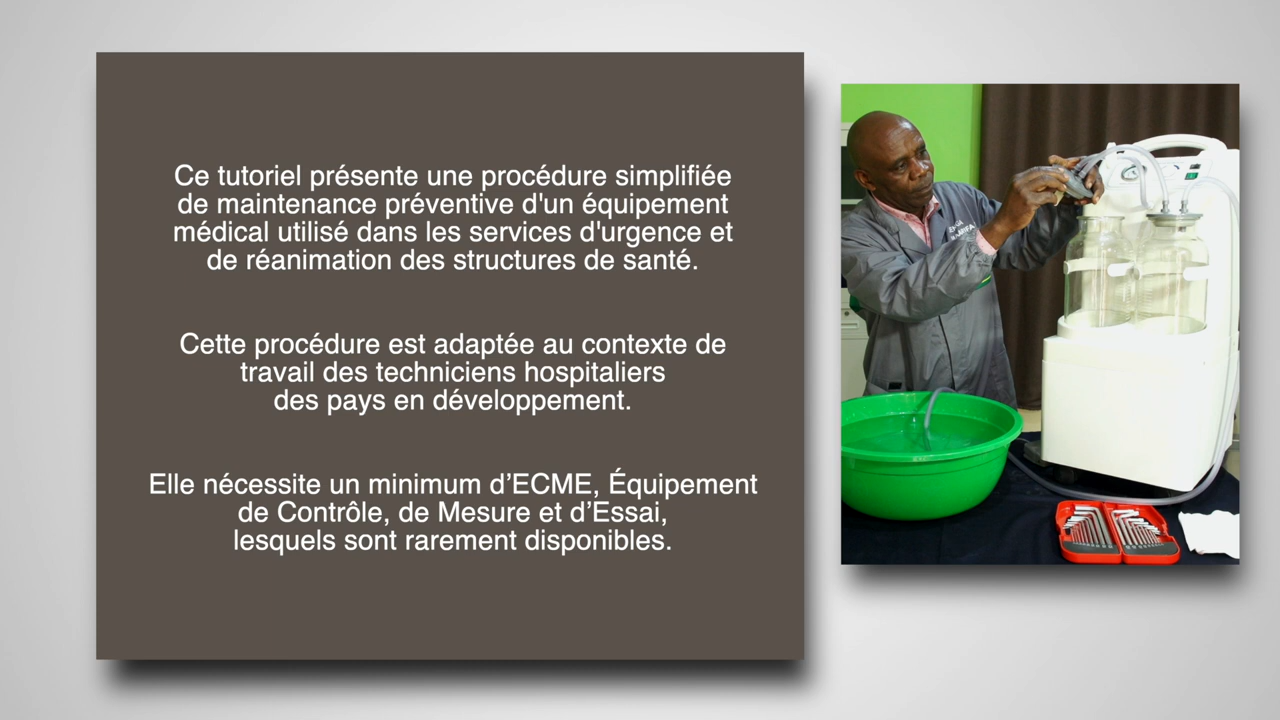 Ce tutoriel présente une procédure simplifiée
de maintenance préventive d'un équipement
médical utilisé dans les services d'urgence et
de réanimation des structures de santé.
Cette procédure est adaptée au contexte de
travail des techniciens hospitaliers
des pays en développement.
Elle nécessite un minimum d’ECME, Équipement
de Contrôle, de Mesure et d’Essai,
lesquels sont rarement disponibles.